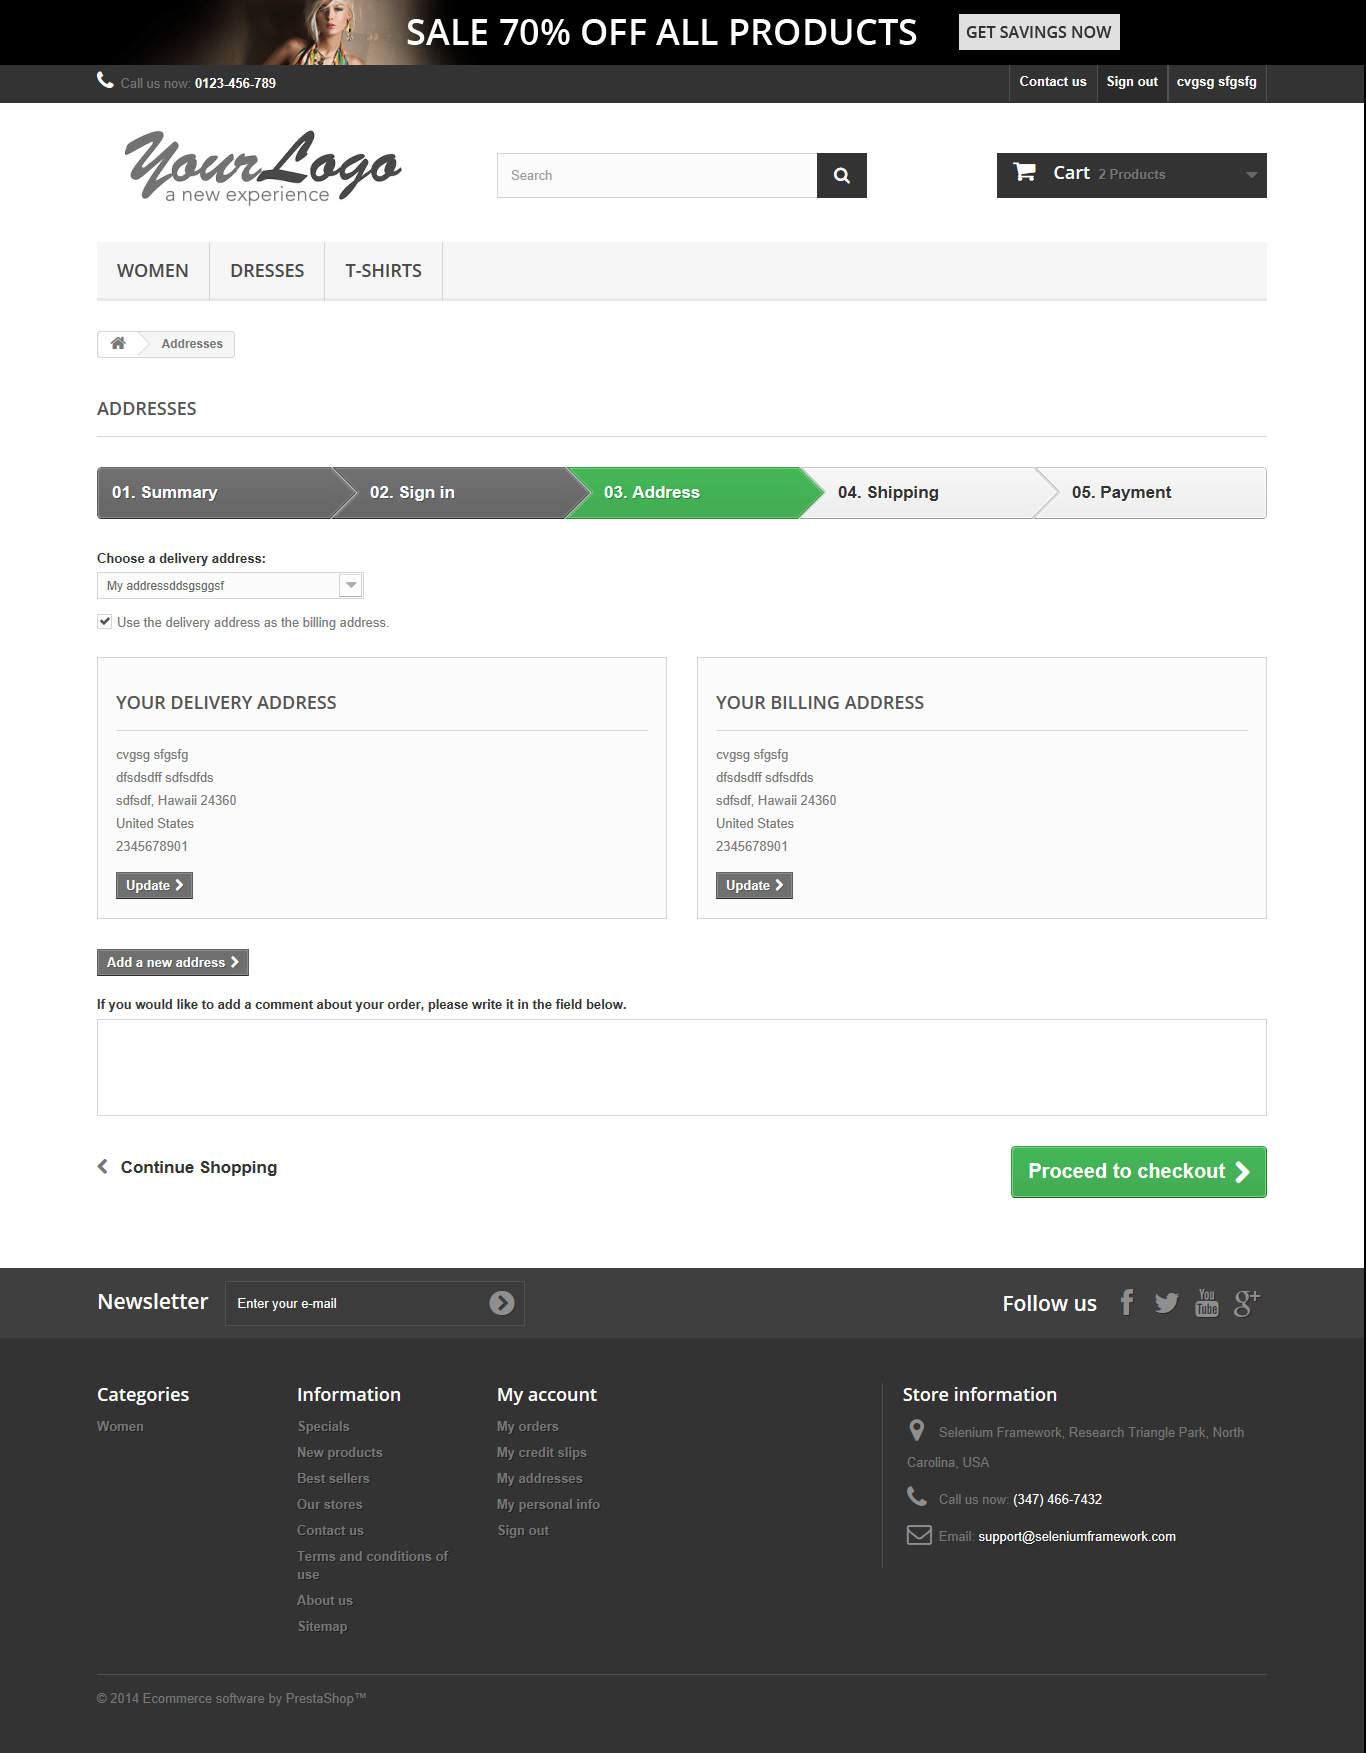 SALE 70% OFF ALL PRODUCTS GET SAVINGS NOW
Call us now: 0123-456-789 Contact us Sign out cvgsg sfgsfg
YourLogo
a new experience
Search
Cart 2 Products
WOMEN DRESSES T-SHIRTS
Addresses
ADDRESSES
01. Summary 02. Sign in 03. Address 04. Shipping 05. Payment
Choose a delivery address:
My addressddsgsggsf
Use the delivery address as the billing address.
YOUR DELIVERY ADDRESS
cvgsg sfgsfg
dfsdsdff sdfsdfds
sdfsdf, Hawaii 24360
United States
2345678901
Update
YOUR BILLING ADDRESS
cvgsg sfgsfg
dfsdsdff sdfsdfds
sdfsdf, Hawaii 24360
United States
2345678901
Update
Add a new address
If you would like to add a comment about your order, please write it in the field below.
Continue Shopping
Proceed to checkout
Newsletter Enter your e-mail
Follow us
You
Tube
g+
Categories
Women
Information
Specials
New products
Best sellers
Our stores
Contact us
Terms and conditions of
use
About us
Sitemap
My account
My orders
My credit slips
My addresses
My personal info
Sign out
Store information
Selenium Framework, Research Triangle Park, North
Carolina, USA
Call us now: (347) 466-7432
Email: support@seleniumframework.com
© 2014 Ecommerce software by PrestaShop™